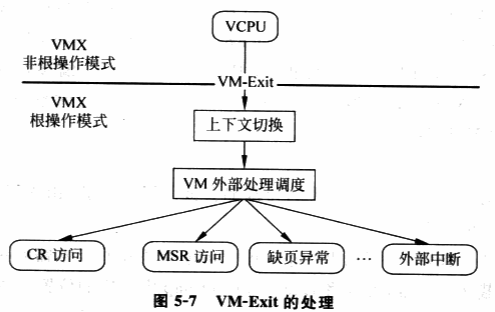 VCPU
VMX
非根操作模式
VM-Exit
VMX
根操作模式
上下文切换
VM 外部处理调度
CR 访问
MSR 访问
缺页异常
…
外部中断
图 5-7 VM-Exit 的处理